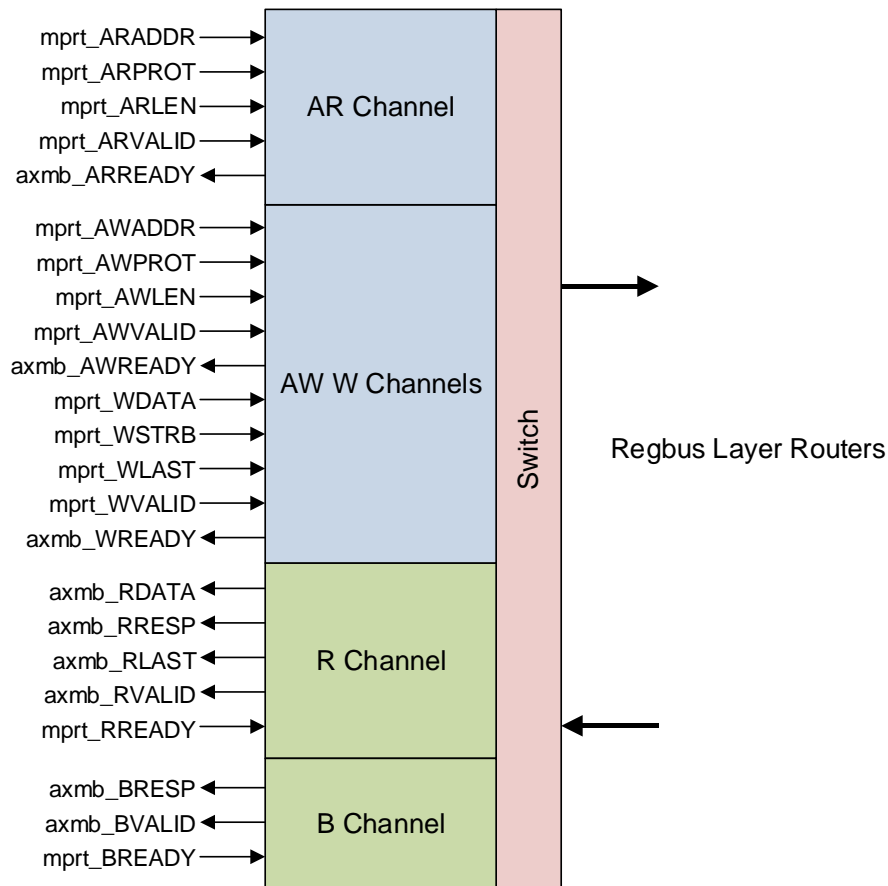 mprt_ARADDR
mprt_ARPROT
mprt_ARLEN
mprt_ARVALID
axmb_ARREADY
AR Channel
mprt_AWADDR
mprt_AWPROT
mprt_AWLEN
mprt_AWVALID
axmb_AWREADY
mprt_WDATA
mprt_WSTRB
mprt_WLAST
mprt_WVALID
axmb_WREADY
AW W Channels
axmb_RDATA
axmb_RRESP
axmb_RLAST
axmb_RVALID
mprt_RREADY
R Channel
axmb_BRESP
axmb_BVALID
mprt_BREADY
B Channel
Switch
Regbus Layer Routers